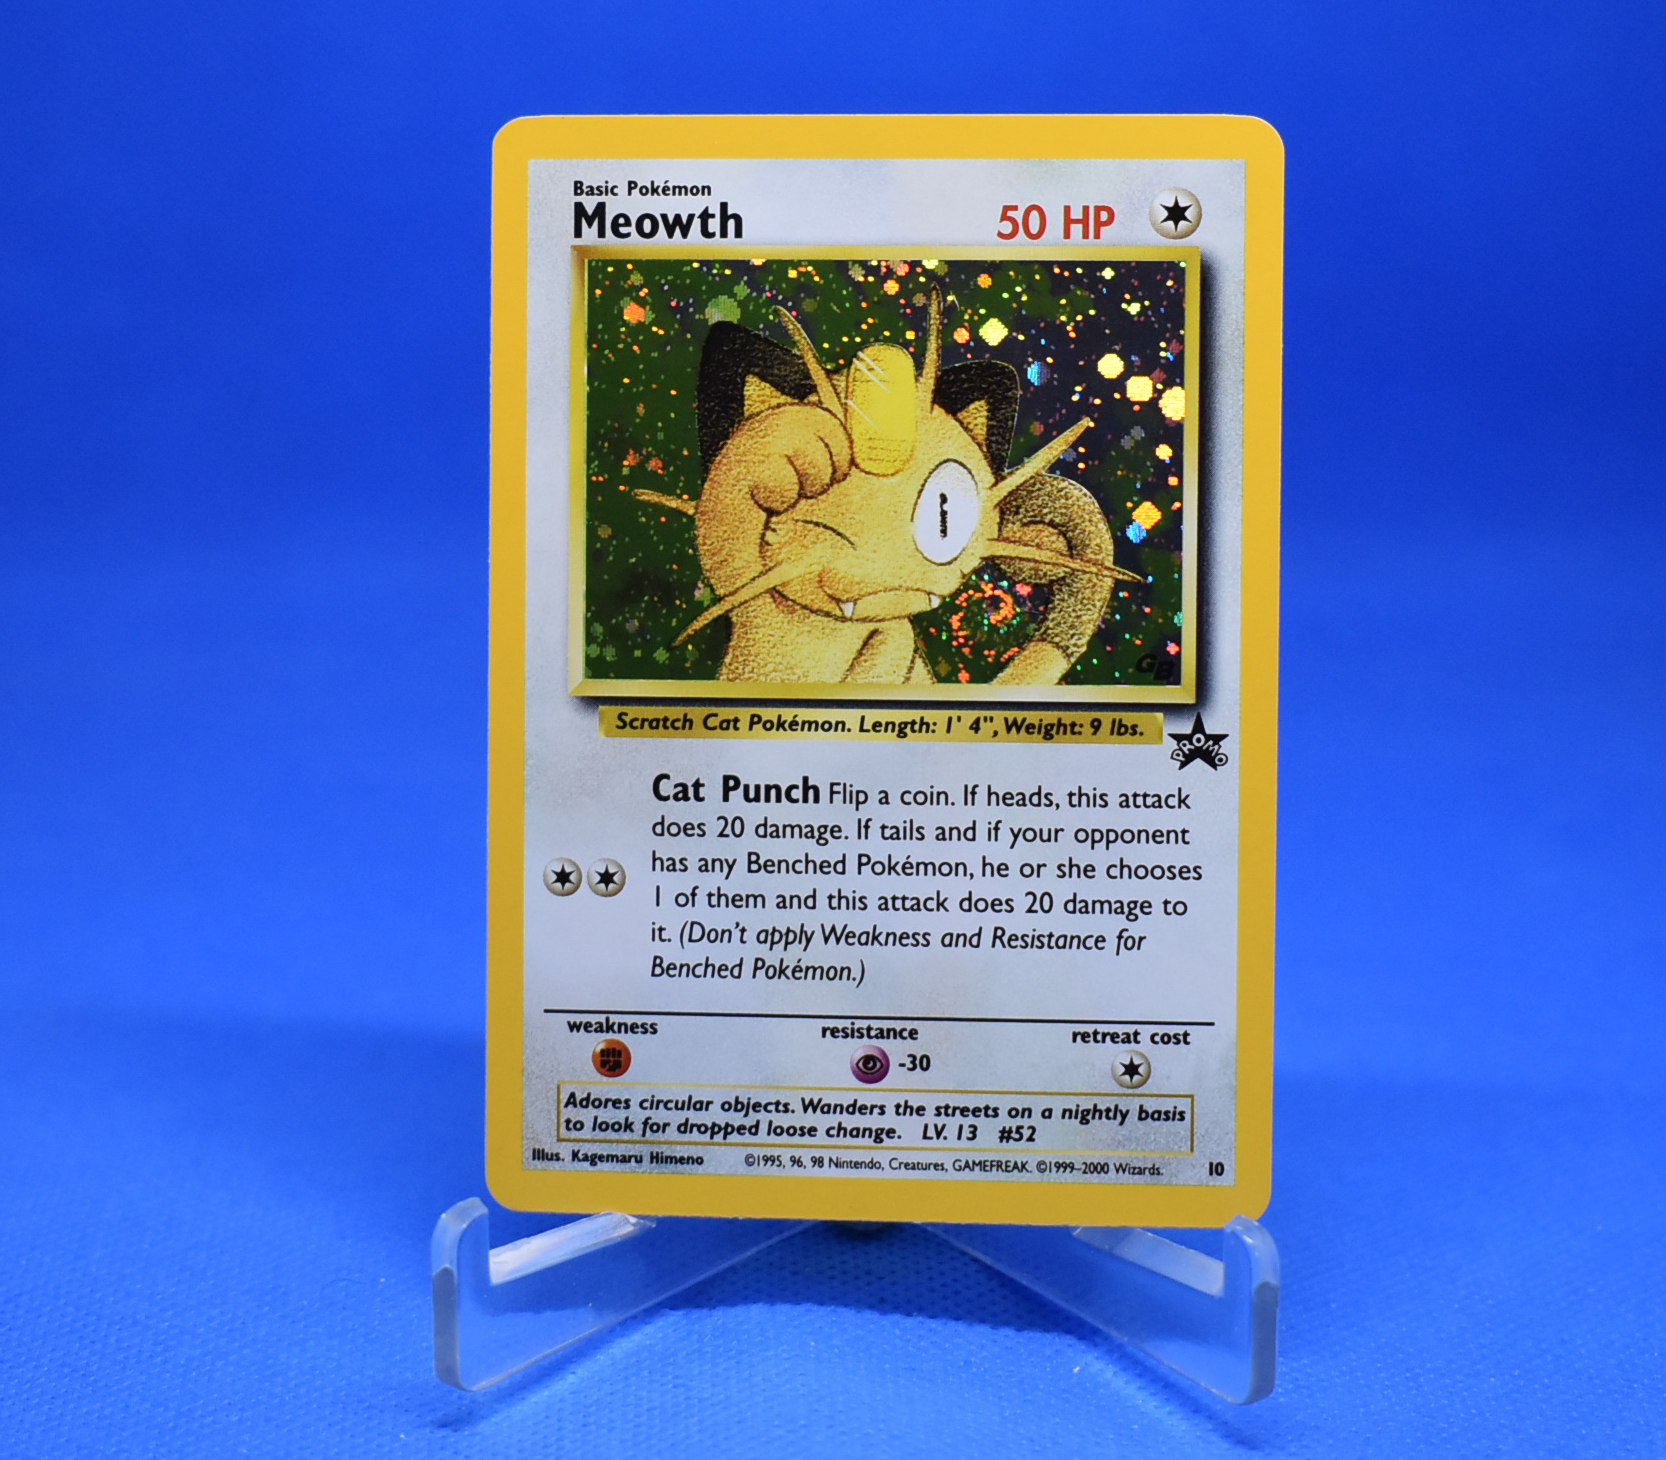 Basic Pokémon
Meowth 50 HP
GB
Scratch Cat Pokémon. Length: 1' 4", Weight: 9 lbs.
PROMO
Cat Punch Flip a coin. If heads, this attack
does 20 damage. If tails and if your opponent
has any Benched Pokémon, he or she chooses
1 of them and this attack does 20 damage to
it. (Don't apply Weakness and Resistance for
Benched Pokémon.)
weakness resistance retreat cost
-30
Adores circular objects. Wanders the streets on a nightly basis
to look for dropped loose change. LV. 13 #52
Illus. Kagemaru Himeno ©1995, 96, 98 Nintendo, Creatures, GAMEFREAK. ©1999–2000 Wizards. 10